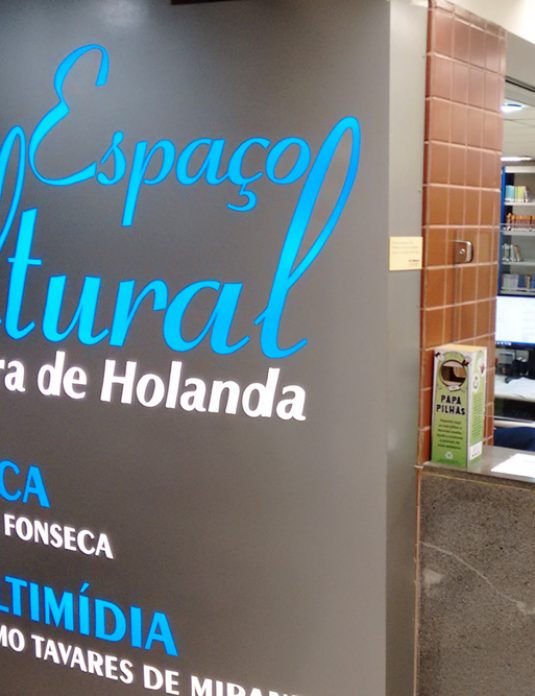 Espaço
ltural
ra de Holanda
CA
FONSECA
LTIMÍDIA
MO TAVARES DE MIRAN
PAPA
PILHAS